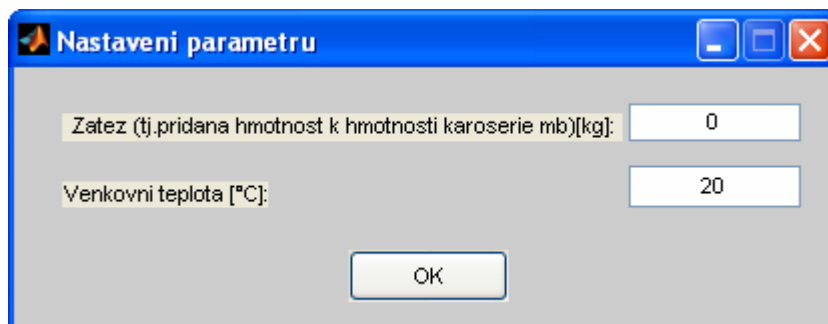 Nastaveni parametru
Zatez (tj.pridana hmotnost k hmotnosti karoserie mb)[kg]: 0
Venkovni teplota [°C]: 20
OK